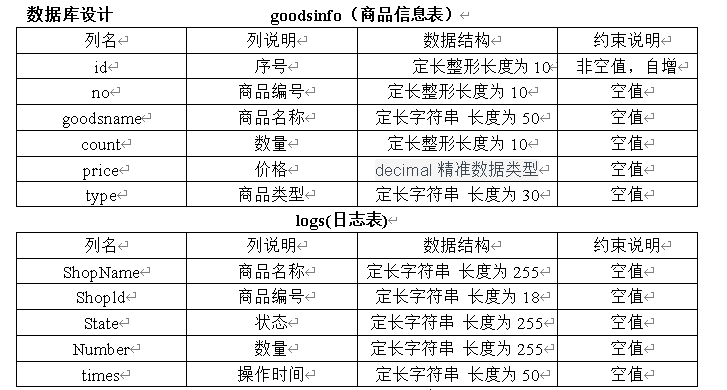 数据库设计 goodsinfo（商品信息表）
列名 列说明 数据结构 约束说明
id 序号 定长整形长度为 10 非空值，自增
no 商品编号 定长整形长度为 10 空值
goodsname 商品名称 定长字符串 长度为 50 空值
count 数量 定长整形长度为 10 空值
price 价格 decimal 精准数据类型 空值
type 商品类型 定长字符串 长度为 30 空值
logs(日志表)
列名 列说明 数据结构 约束说明
ShopName 商品名称 定长字符串 长度为 255 空值
ShopId 商品编号 定长字符串 长度为 18 空值
State 状态 定长字符串 长度为 255 空值
Number 数量 定长字符串 长度为 255 空值
times 操作时间 定长字符串 长度为 50 空值